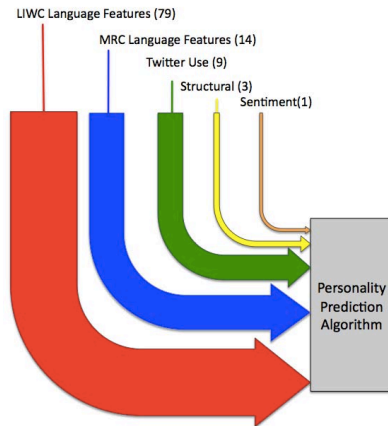 LIWC Language Features (79)
MRC Language Features (14)
Twitter Use (9)
Structural (3)
Sentiment(1)
Personality
Prediction
Algorithm